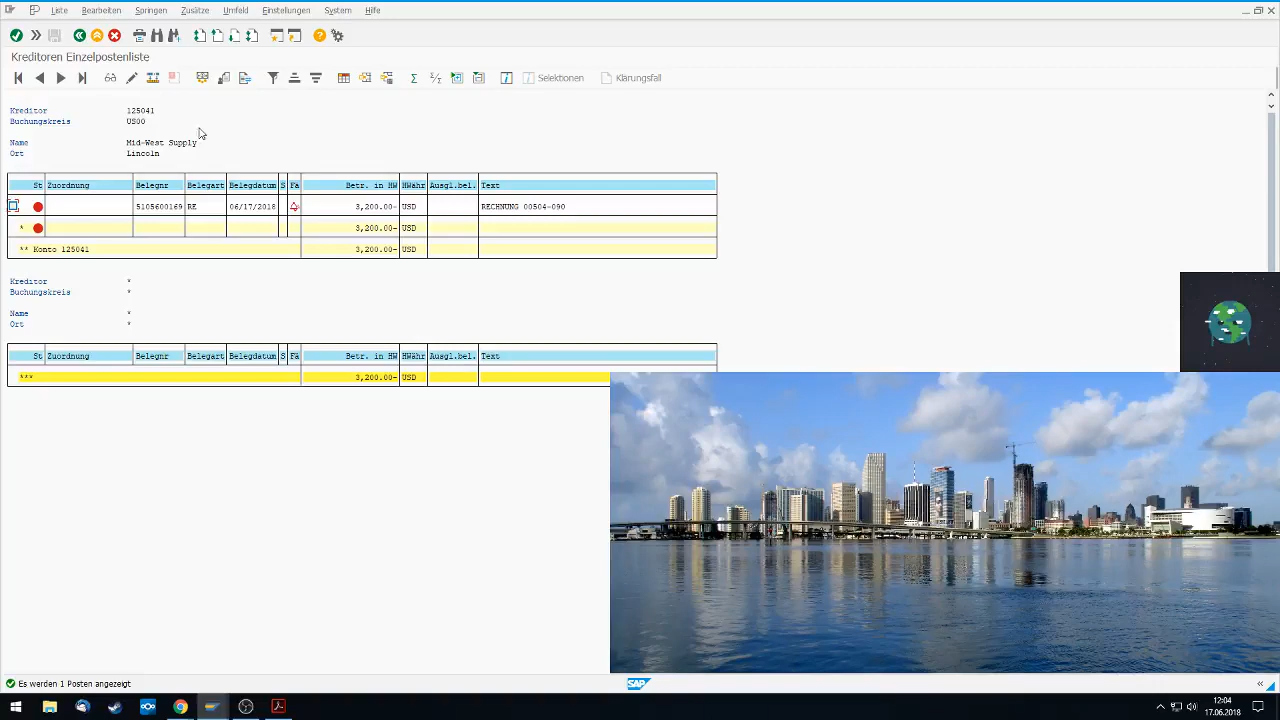 Liste Bearbeiten Springen Zusätze Umfeld Einstellungen System Hilfe
Kreditoren Einzelpostenliste
Selektionen Klärungsfall
Kreditor 125041
Buchungskreis US00
Name Mid-West Supply
Ort Lincoln
St Zuordnung Belegnr Belegart Belegdatum S Fä Betr. in HW HWähr Ausgl.bel. Text
5105600169 RE 06/17/2018 3,200.00- USD RECHNUNG 00504-090
* 3,200.00- USD
** Konto 125041 3,200.00- USD
Kreditor *
Buchungskreis *
Name *
Ort *
St Zuordnung Belegnr Belegart Belegdatum S Fä Betr. in HW HWähr Ausgl.bel. Text
*** 3,200.00- USD
Es werden 1 Posten angezeigt
SAP
12:04
17.06.2018